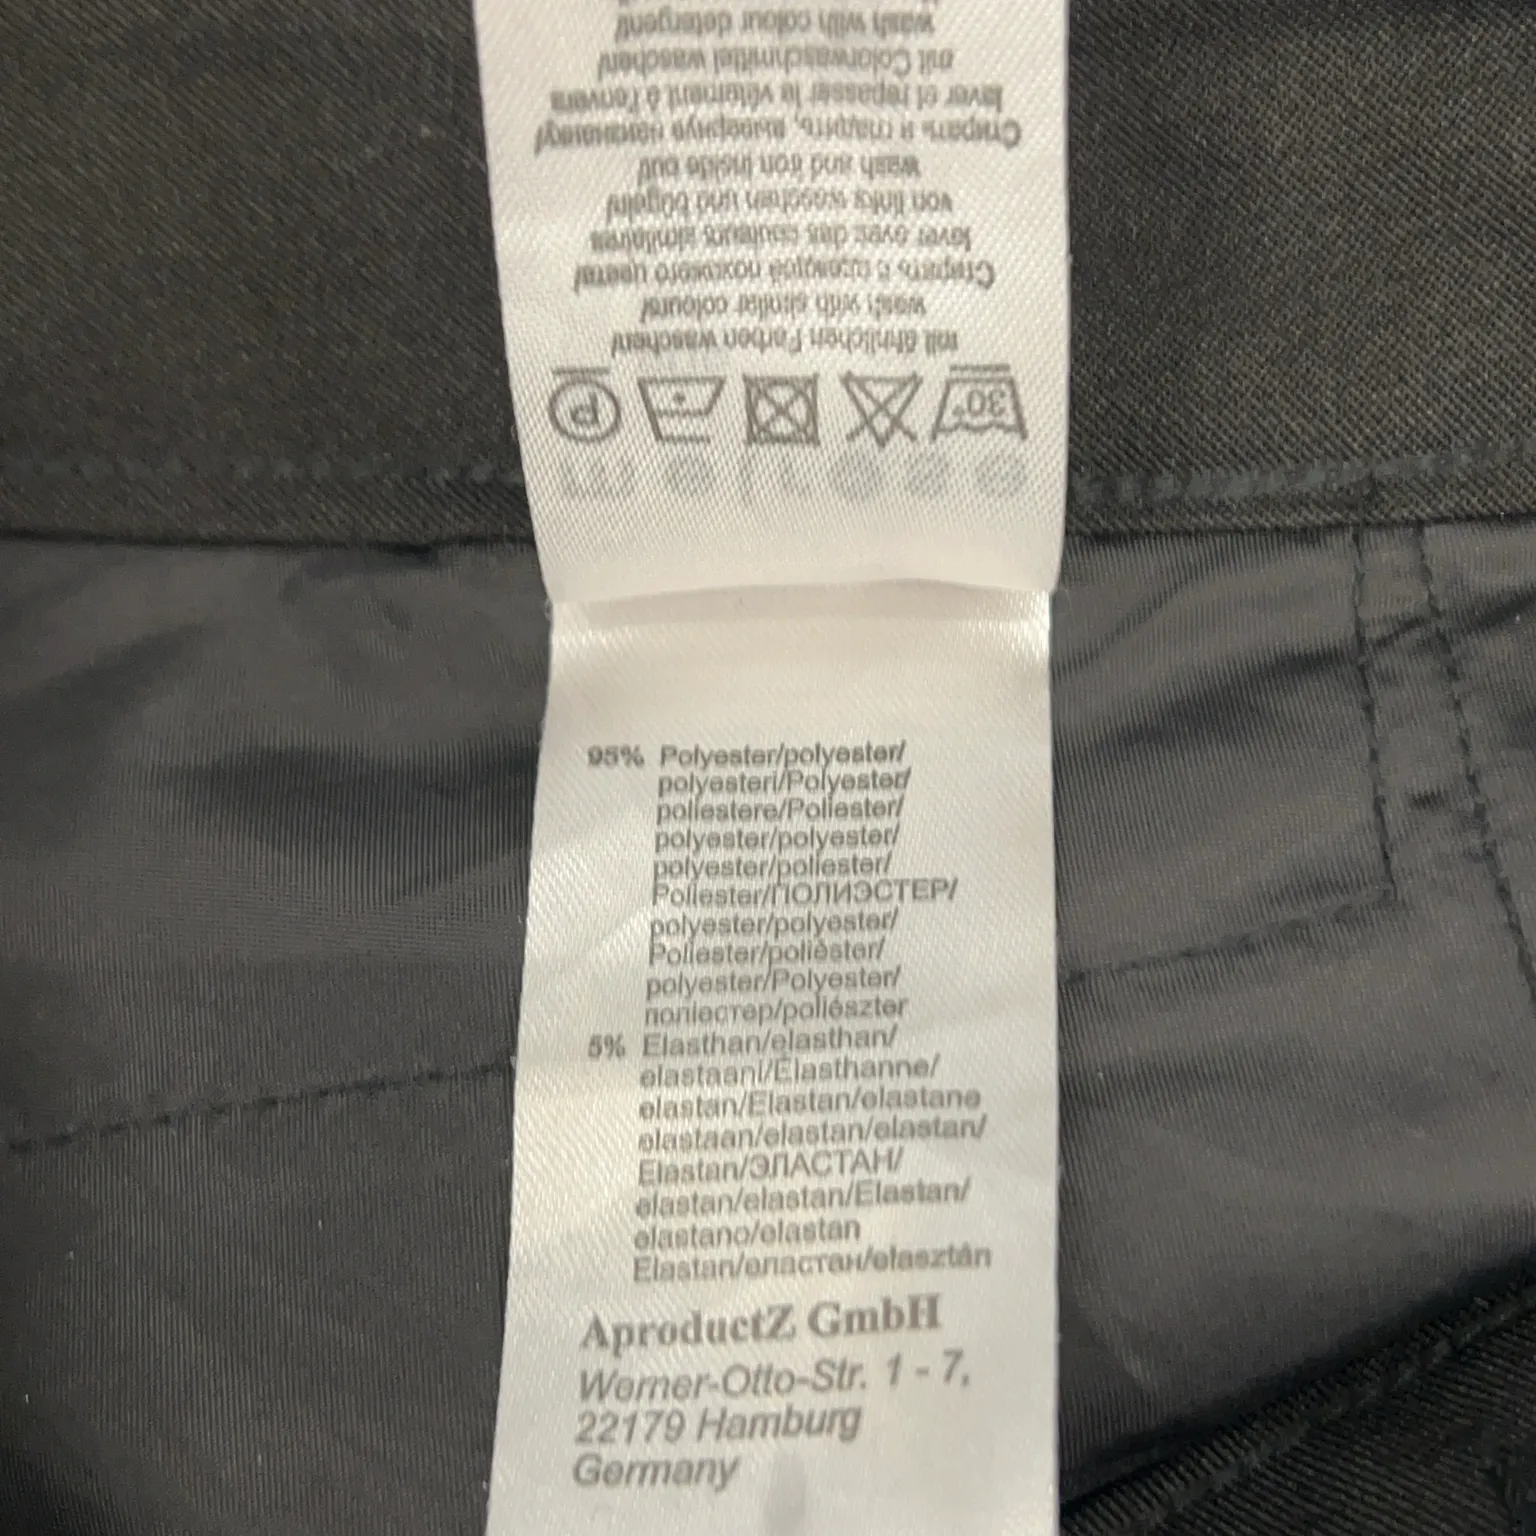 30°
P
mit ähnlichen Farben waschen/
wash with similar colours/
Стирать с одеждой похожего цвета/
laver avec des couleurs similaires
von links waschen und bügeln/
wash and iron inside out/
Стирать и гладить, вывернув наизнанку/
laver et repasser le vêtement à l'envers
mit Colorwaschmittel waschen/
wash with colour detergent/
95% Polyester/polyester/
polyesteri/Polyester/
poliestere/Poliester/
polyester/polyester/
polyester/poliester/
Poliester/ПОЛИЭСТЕР/
polyester/polyester/
Poliester/poliéster/
polyester/Polyester/
поліестер/poliészter
5% Elasthan/elasthan/
elastaani/Élasthanne/
elastan/Elastan/elastane
elastaan/elastan/elastan/
Elastan/ЭЛАСТАН/
elastan/elastan/Elastan/
elastano/elastan
Elastan/еластан/elasztán
AproductZ GmbH
Werner-Otto-Str. 1 - 7,
22179 Hamburg
Germany